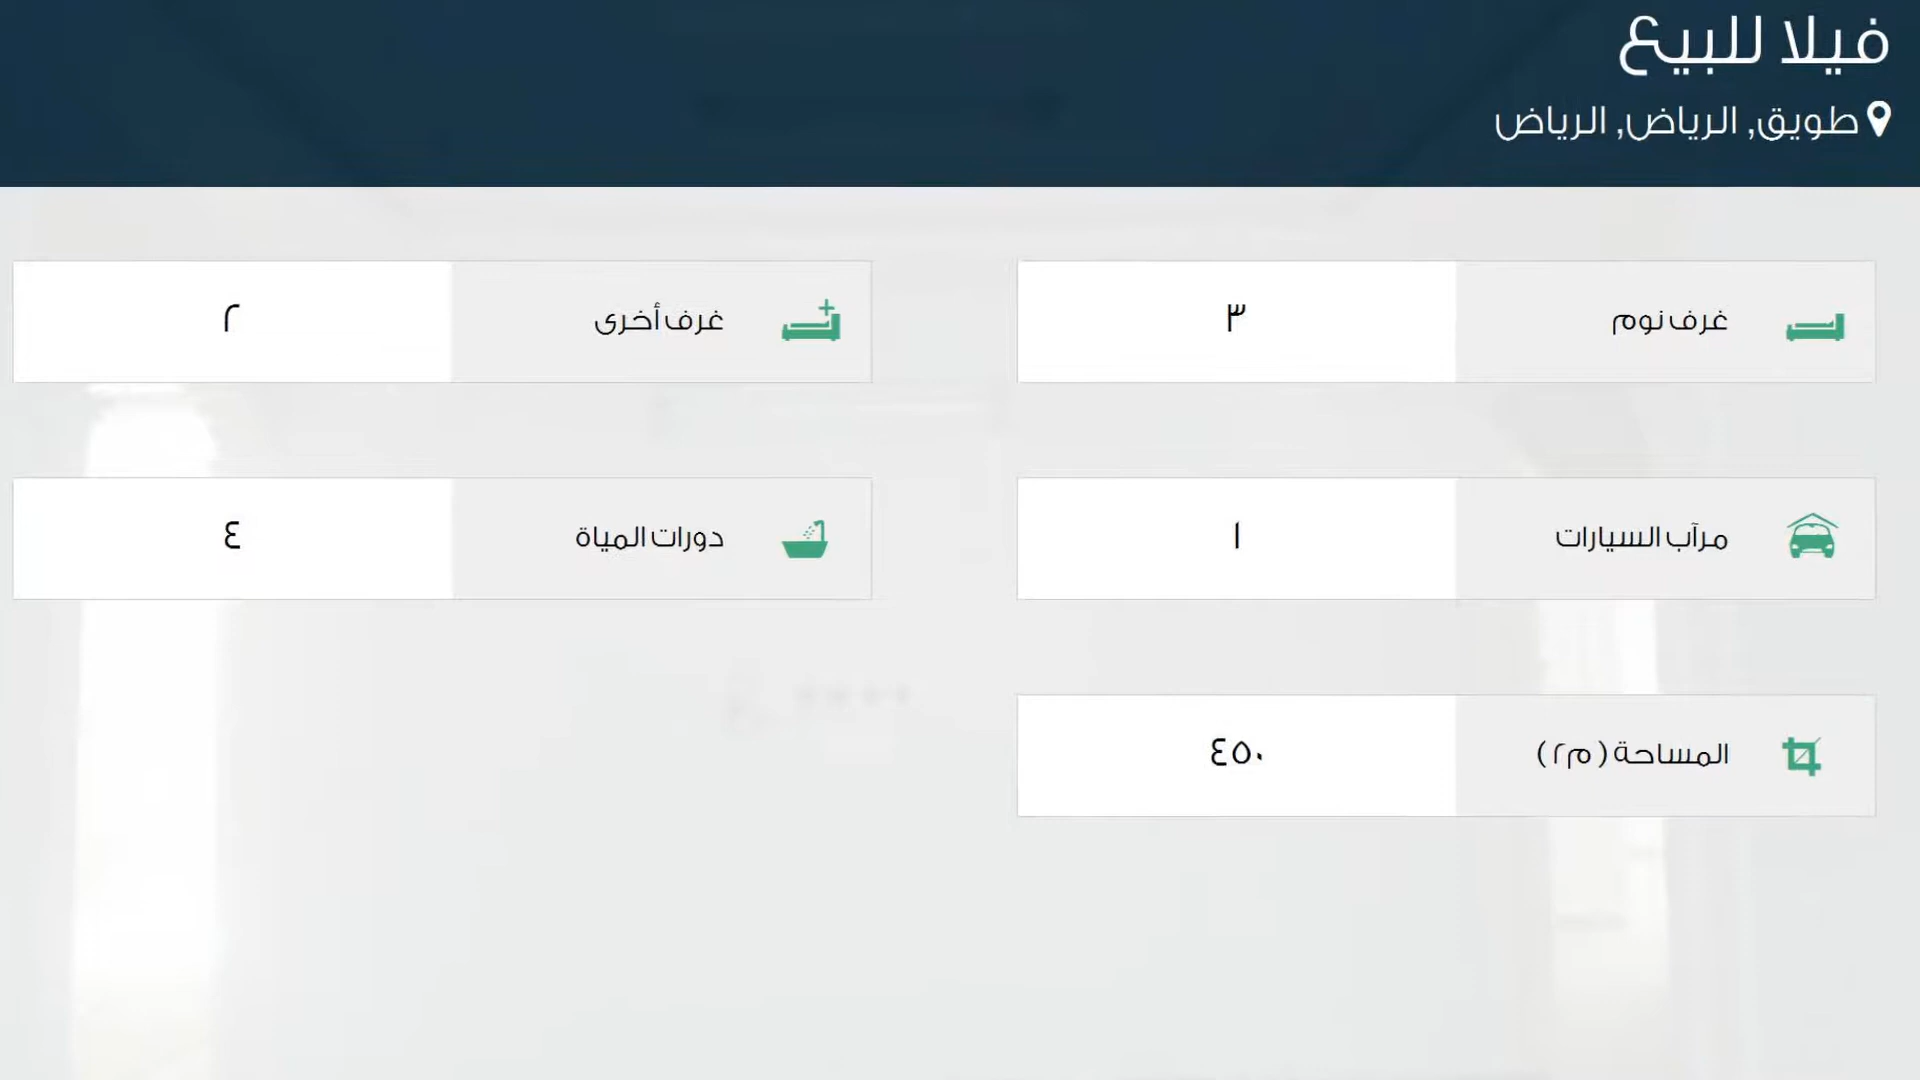 فيلا للبيع
طويق, الرياض, الرياض
غرف نوم
٣
غرف أخرى
٢
مرآب السيارات
١
دورات المياة
٤
المساحة (م٢)
٤٥٠